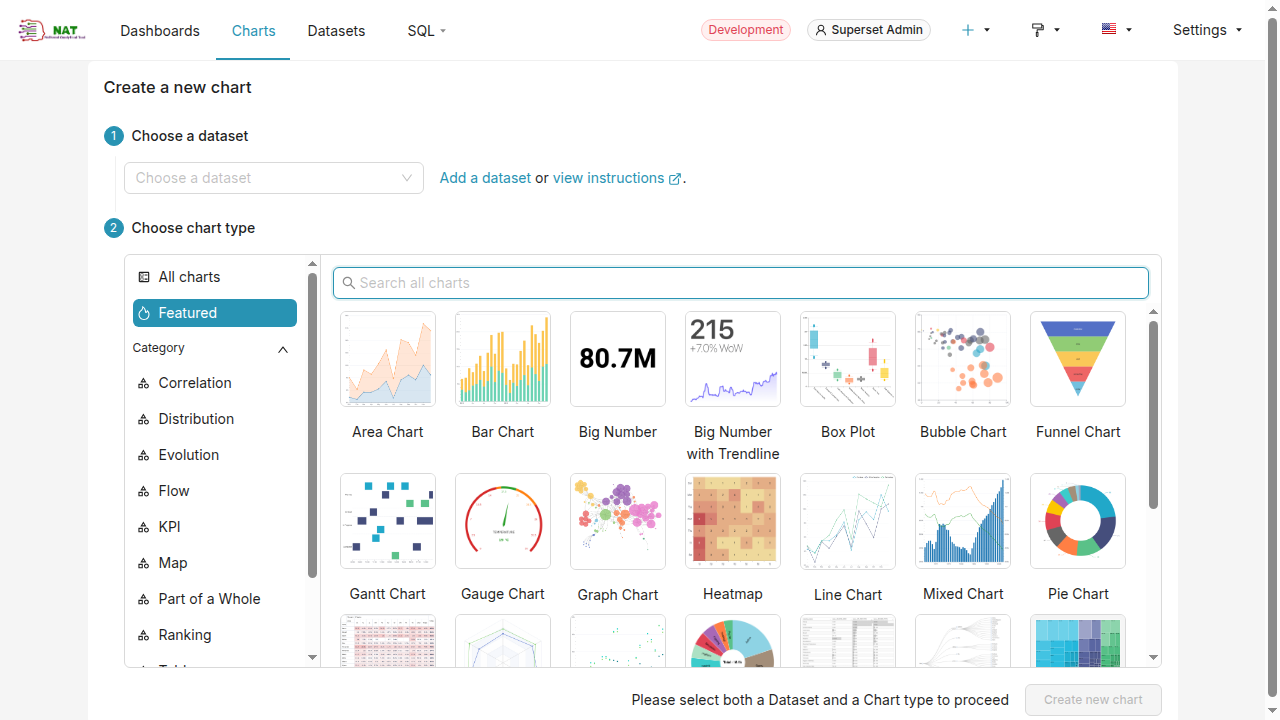 NAT
Dashboards
Charts
Datasets
SQL
Development
Superset Admin
Settings
Create a new chart
1 Choose a dataset
Choose a dataset
Add a dataset or view instructions .
2 Choose chart type
All charts
Featured
Category
Correlation
Distribution
Evolution
Flow
KPI
Map
Part of a Whole
Ranking
Search all charts
80.7M
215
+7.0% WoW
Area Chart
Bar Chart
Big Number
Big Number
with Trendline
Box Plot
Bubble Chart
Funnel Chart
Gantt Chart
Gauge Chart
Graph Chart
Heatmap
Line Chart
Mixed Chart
Pie Chart
Please select both a Dataset and a Chart type to proceed
Create new chart